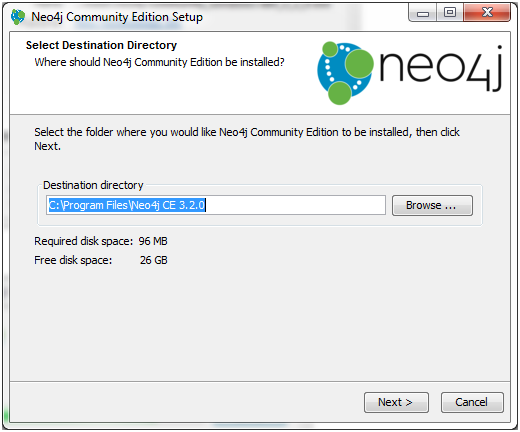 Neo4j Community Edition Setup
Select Destination Directory
Where should Neo4j Community Edition be installed?
neo4j
Select the folder where you would like Neo4j Community Edition to be installed, then click
Next.
Destination directory
C:\Program Files\Neo4j CE 3.2.0
Browse ...
Required disk space: 96 MB
Free disk space: 26 GB
Next >
Cancel